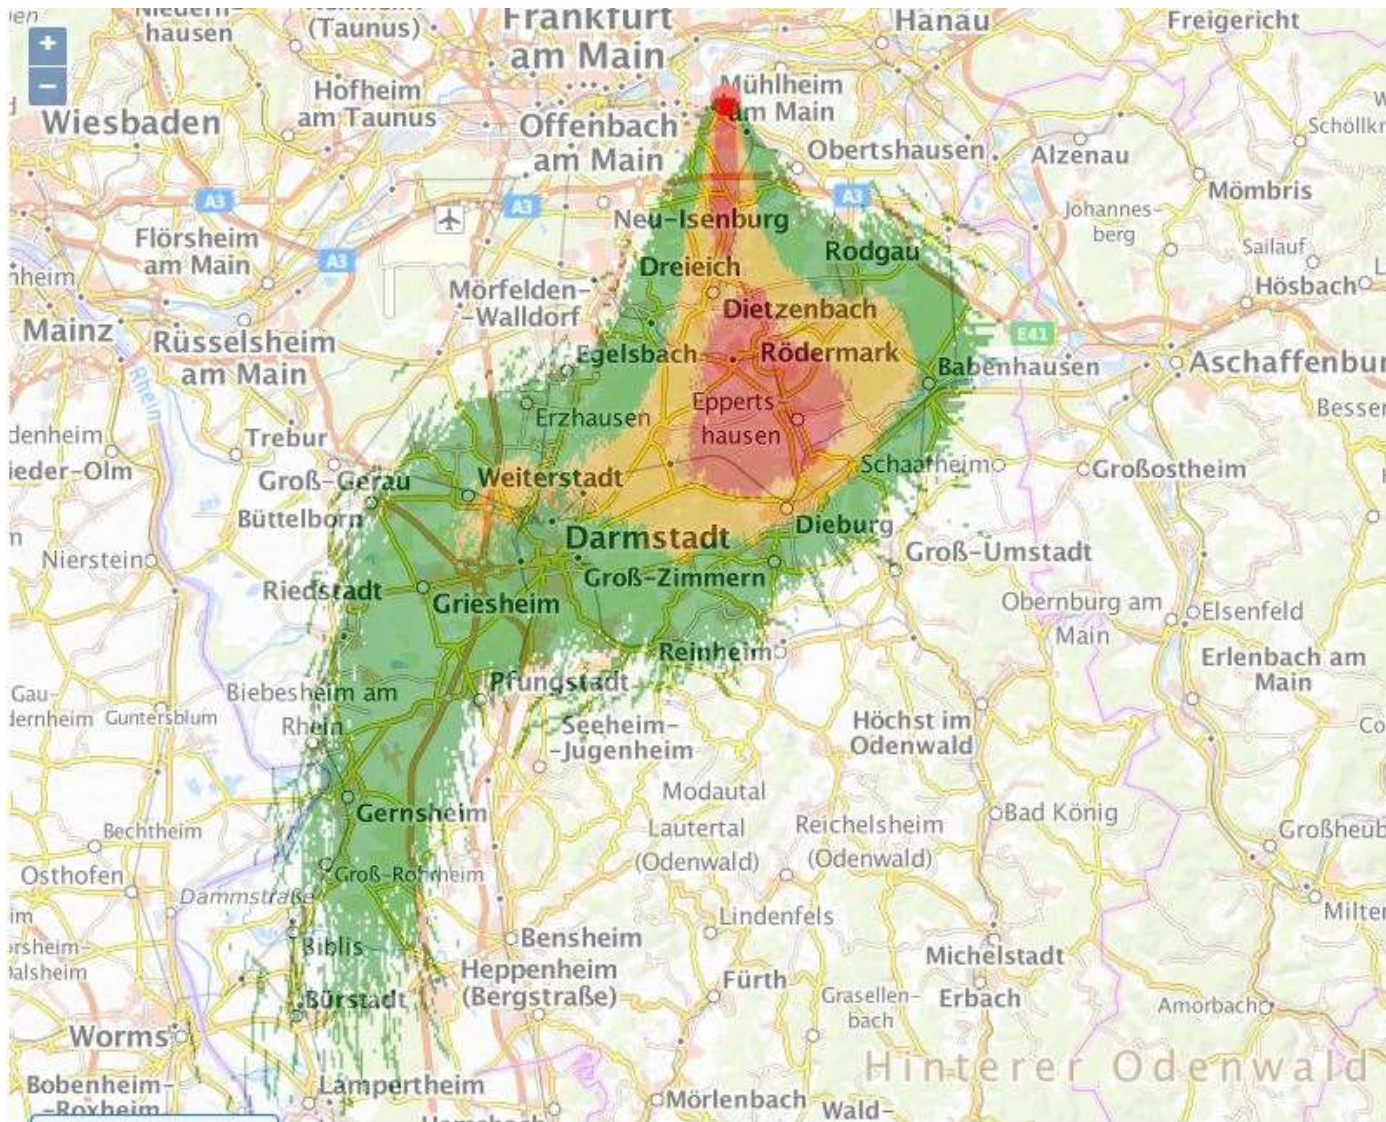 Frankfurt
am Main
hausen
(Taunus)
Hanau
Freigericht
+
−
Hofheim
am Taunus
Mühlheim
am Main
Wiesbaden
Offenbach
am Main
Obertshausen
Alzenau
Mömbris
A3
A3
A3
A3
Neu-Isenburg
Johannes-
berg
Flörsheim
am Main
Rodgau
Sailauf
Dreieich
Hösbach
Mörfelden-
-Walldorf
Dietzenbach
Mainz
Rüsselsheim
am Main
E41
Egelsbach
Rödermark
Babenhausen
Rhein
Erzhausen
Epperts-
hausen
Trebur
Weiterstadt
Schaafheim
Großostheim
Groß-Gerau
Büttelborn
Darmstadt
Dieburg
Nierstein
Groß-Umstadt
Riedstadt
Groß-Zimmern
Griesheim
Obernburg am
Main
Elsenfeld
Reinheim
Erlenbach am
Main
Pfungstadt
Biebesheim am
Rhein
Gau-
Guntersblum
Seeheim-
-Jugenheim
Höchst im
Odenwald
Modautal
Gernsheim
Bad König
Bechtheim
Lautertal
(Odenwald)
Reichelsheim
(Odenwald)
Osthofen
Groß-Rohrheim
Dammstraße
Lindenfels
Biblis
Bensheim
Michelstadt
Heppenheim
(Bergstraße)
Fürth
Bürstadt
Grasellen-
bach
Erbach
Amorbach
Worms
Hinterer Odenwald
Bobenheim-
-Roxheim
Lampertheim
Mörlenbach
Wald-